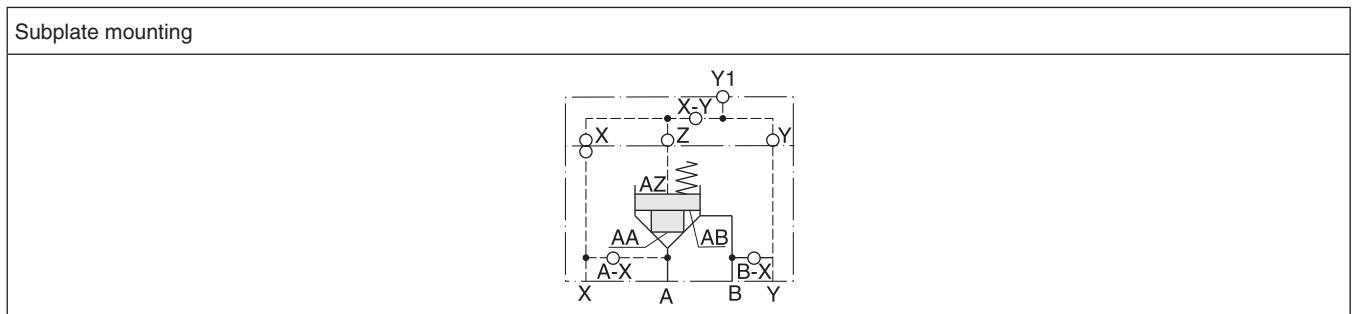 Subplate mounting
Y1
X-Y
X Z Y
AZ
AA AB
A-X B-X
X A B Y